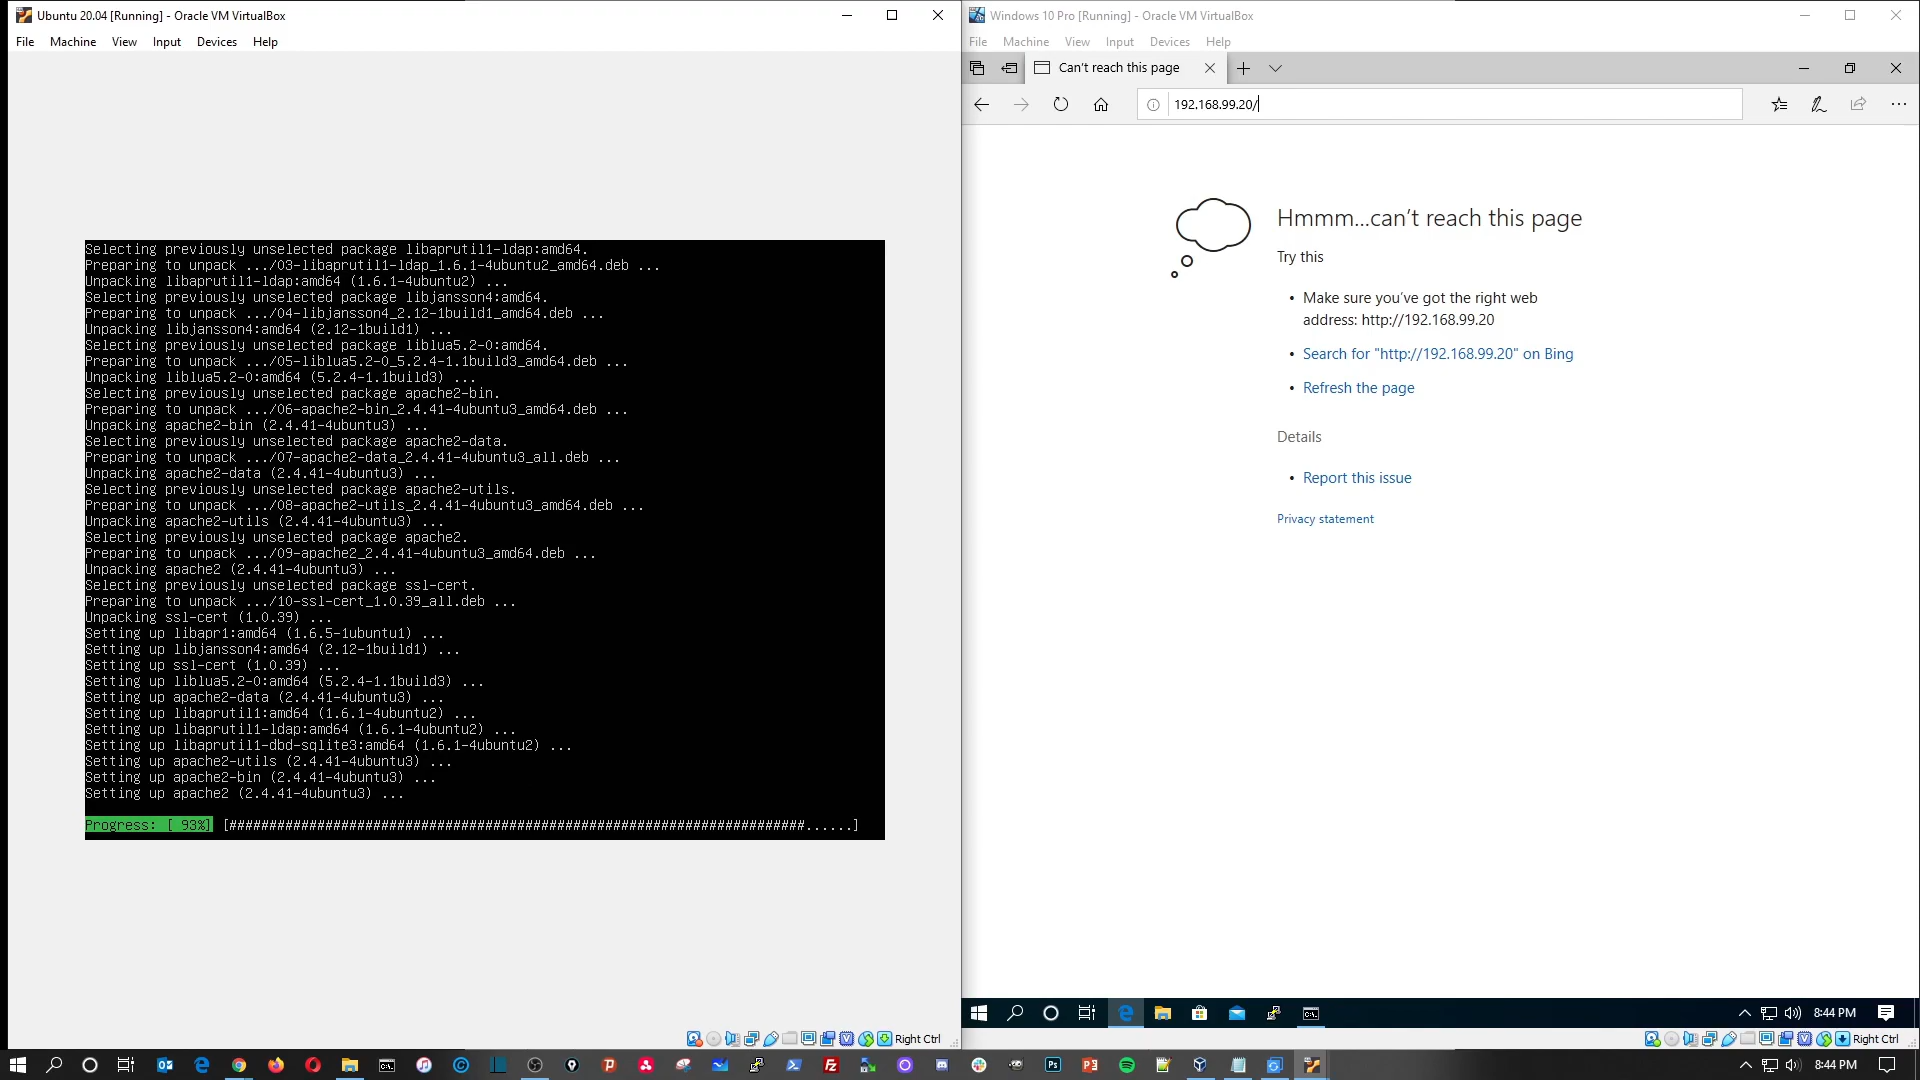 Ubuntu 20.04 [Running] - Oracle VM VirtualBox
File Machine View Input Devices Help
Selecting previously unselected package libaprutil1-ldap:amd64.
Preparing to unpack .../03-libaprutil1-ldap_1.6.1-4ubuntu2_amd64.deb ...
Unpacking libaprutil1-ldap:amd64 (1.6.1-4ubuntu2) ...
Selecting previously unselected package libjansson4:amd64.
Preparing to unpack .../04-libjansson4_2.12-1build1_amd64.deb ...
Unpacking libjansson4:amd64 (2.12-1build1) ...
Selecting previously unselected package liblua5.2-0:amd64.
Preparing to unpack .../05-liblua5.2-0_5.2.4-1.1build3_amd64.deb ...
Unpacking liblua5.2-0:amd64 (5.2.4-1.1build3) ...
Selecting previously unselected package apache2-bin.
Preparing to unpack .../06-apache2-bin_2.4.41-4ubuntu3_amd64.deb ...
Unpacking apache2-bin (2.4.41-4ubuntu3) ...
Selecting previously unselected package apache2-data.
Preparing to unpack .../07-apache2-data_2.4.41-4ubuntu3_all.deb ...
Unpacking apache2-data (2.4.41-4ubuntu3) ...
Selecting previously unselected package apache2-utils.
Preparing to unpack .../08-apache2-utils_2.4.41-4ubuntu3_amd64.deb ...
Unpacking apache2-utils (2.4.41-4ubuntu3) ...
Selecting previously unselected package apache2.
Preparing to unpack .../09-apache2_2.4.41-4ubuntu3_amd64.deb ...
Unpacking apache2 (2.4.41-4ubuntu3) ...
Selecting previously unselected package ssl-cert.
Preparing to unpack .../10-ssl-cert_1.0.39_all.deb ...
Unpacking ssl-cert (1.0.39) ...
Setting up libapr1:amd64 (1.6.5-1ubuntu1) ...
Setting up libjansson4:amd64 (2.12-1build1) ...
Setting up ssl-cert (1.0.39) ...
Setting up liblua5.2-0:amd64 (5.2.4-1.1build3) ...
Setting up apache2-data (2.4.41-4ubuntu3) ...
Setting up libaprutil1:amd64 (1.6.1-4ubuntu2) ...
Setting up libaprutil1-ldap:amd64 (1.6.1-4ubuntu2) ...
Setting up libaprutil1-dbd-sqlite3:amd64 (1.6.1-4ubuntu2) ...
Setting up apache2-utils (2.4.41-4ubuntu3) ...
Setting up apache2-bin (2.4.41-4ubuntu3) ...
Setting up apache2 (2.4.41-4ubuntu3) ...
Progress: [ 93%] [########################################################################......]
Right Ctrl
Windows 10 Pro [Running] - Oracle VM VirtualBox
File Machine View Input Devices Help
Can't reach this page
192.168.99.20/
Hmmm...can't reach this page
Try this
• Make sure you've got the right web
address: http://192.168.99.20
• Search for "http://192.168.99.20" on Bing
• Refresh the page
Details
• Report this issue
Privacy statement
8:44 PM
Right Ctrl
8:44 PM